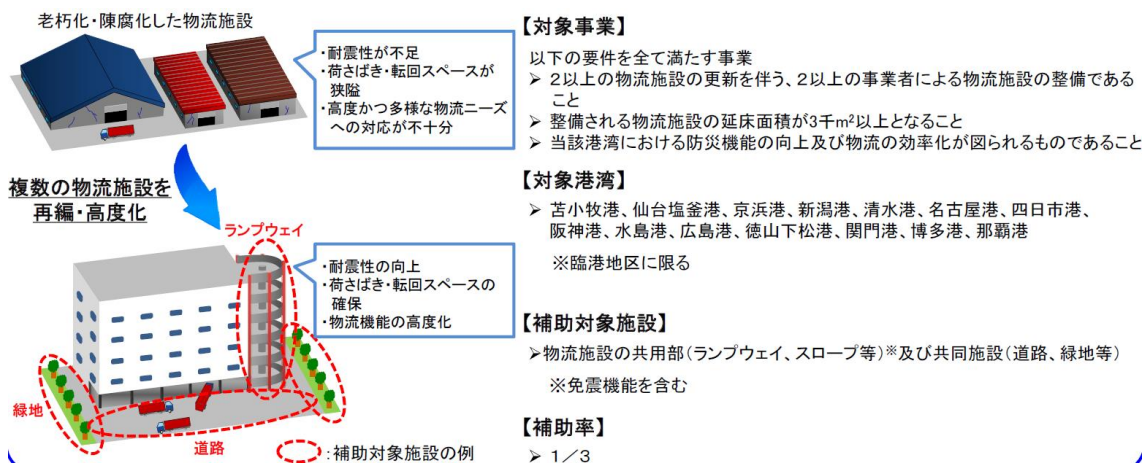 老朽化・陳腐化した物流施設
・耐震性が不足
・荷さばき・転回スペースが
狭隘
・高度かつ多様な物流ニーズ
への対応が不十分
複数の物流施設を
再編・高度化
ランプウェイ
・耐震性の向上
・荷さばき・転回スペースの
確保
・物流機能の高度化
緑地
道路
緑地
:補助対象施設の例
【対象事業】
以下の要件を全て満たす事業
➢ 2以上の物流施設の更新を伴う、2以上の事業者による物流施設の整備である
こと
➢ 整備される物流施設の延床面積が3千m²以上となること
➢ 当該港湾における防災機能の向上及び物流の効率化が図られるものであること
【対象港湾】
➢ 苫小牧港、仙台塩釜港、京浜港、新潟港、清水港、名古屋港、四日市港、
阪神港、水島港、広島港、徳山下松港、関門港、博多港、那覇港
※臨港地区に限る
【補助対象施設】
➢物流施設の共用部(ランプウェイ、スロープ等)※及び共同施設(道路、緑地等)
※免震機能を含む
【補助率】
➢ 1/3